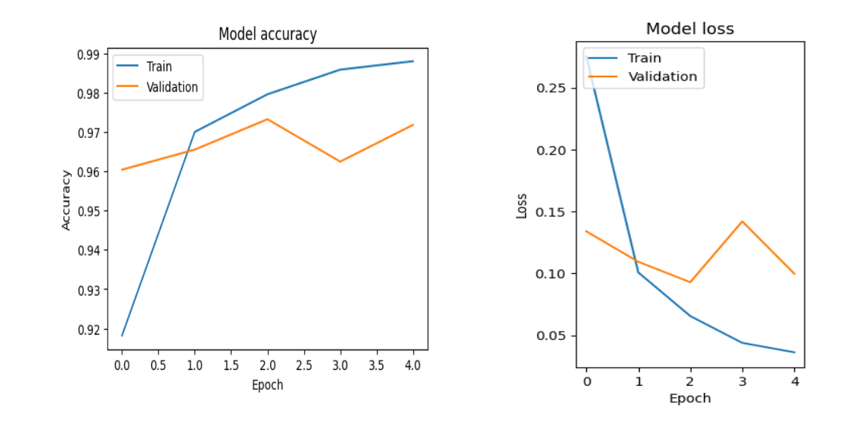 Model accuracy
Train
Validation
0.99
0.98
0.97
0.96
0.95
0.94
0.93
0.92
Accuracy
0.0 0.5 1.0 1.5 2.0 2.5 3.0 3.5 4.0
Epoch
Model loss
Train
Validation
0.25
0.20
0.15
0.10
0.05
Loss
0 1 2 3 4
Epoch